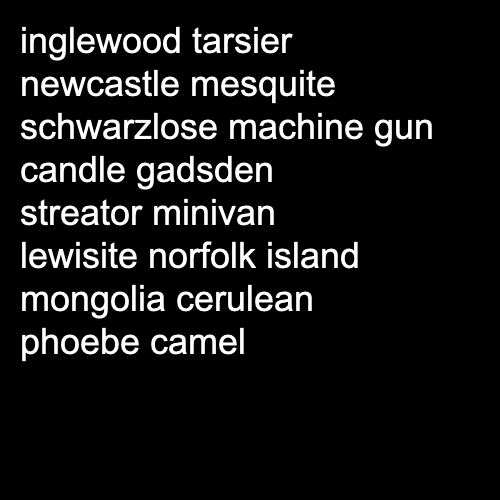 inglewood tarsier
newcastle mesquite
schwarzlose machine gun
candle gadsden
streator minivan
lewisite norfolk island
mongolia cerulean
phoebe camel